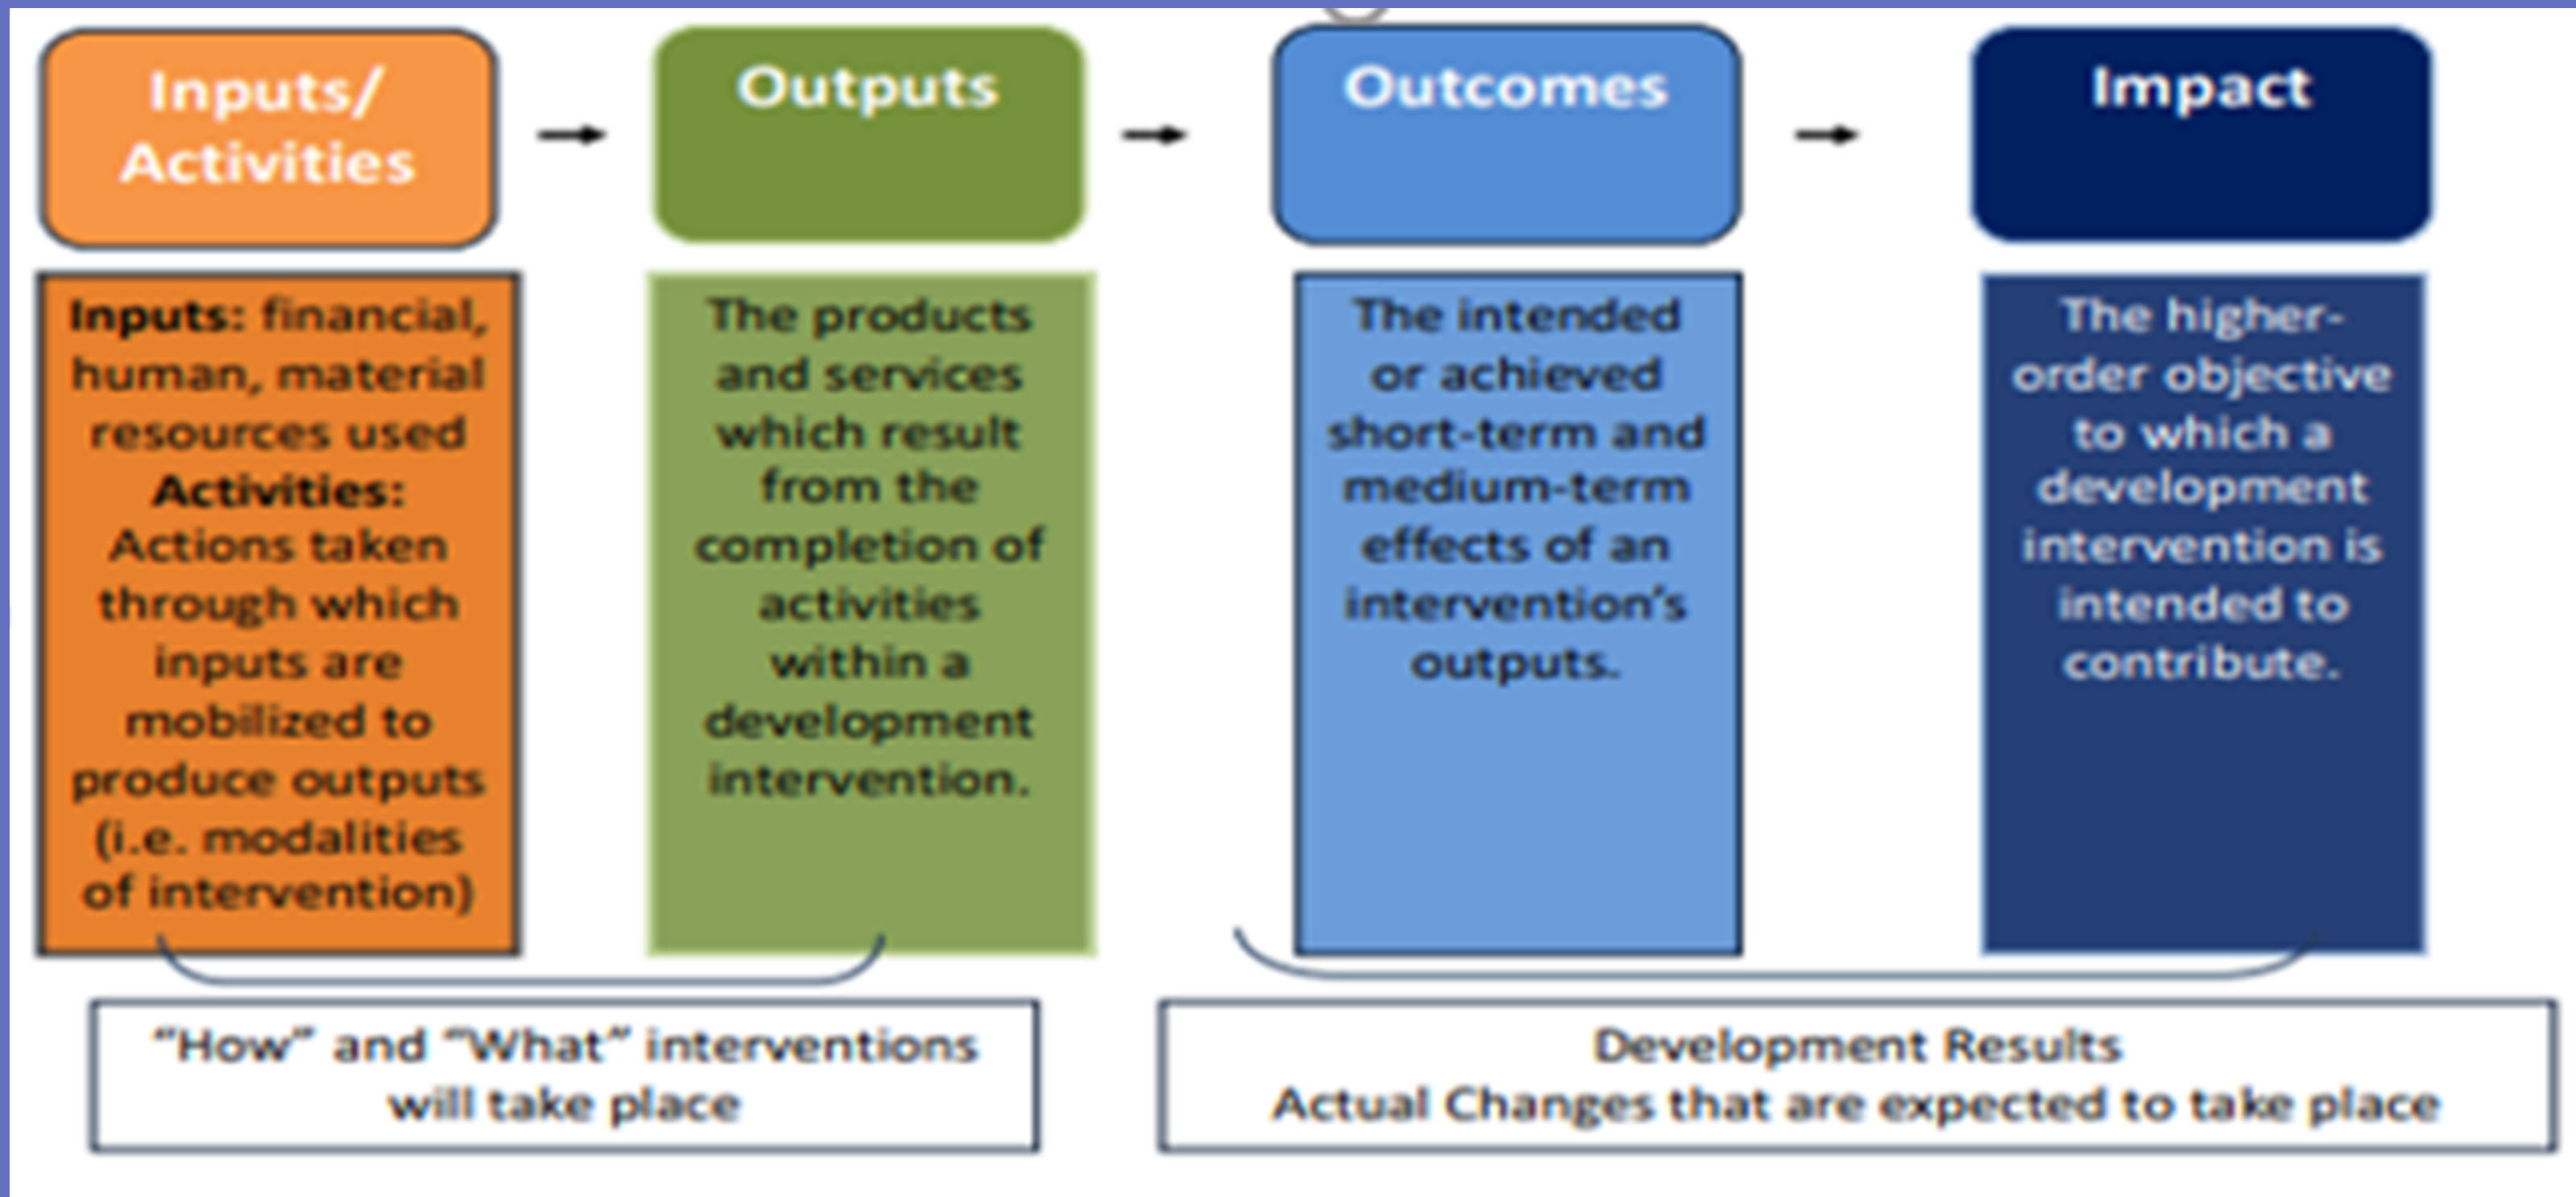 Inputs/
Activities
Outputs
Outcomes
Impact
Inputs: financial,
human, material
resources used
Activities:
Actions taken
through which
inputs are
mobilized to
produce outputs
(i.e. modalities
of intervention)
The products
and services
which result
from the
completion of
activities
within a
development
intervention.
The intended
or achieved
short-term and
medium-term
effects of an
intervention's
outputs.
The higher-
order objective
to which a
development
intervention is
intended to
contribute.
“How” and “What” interventions
will take place
Development Results
Actual Changes that are expected to take place